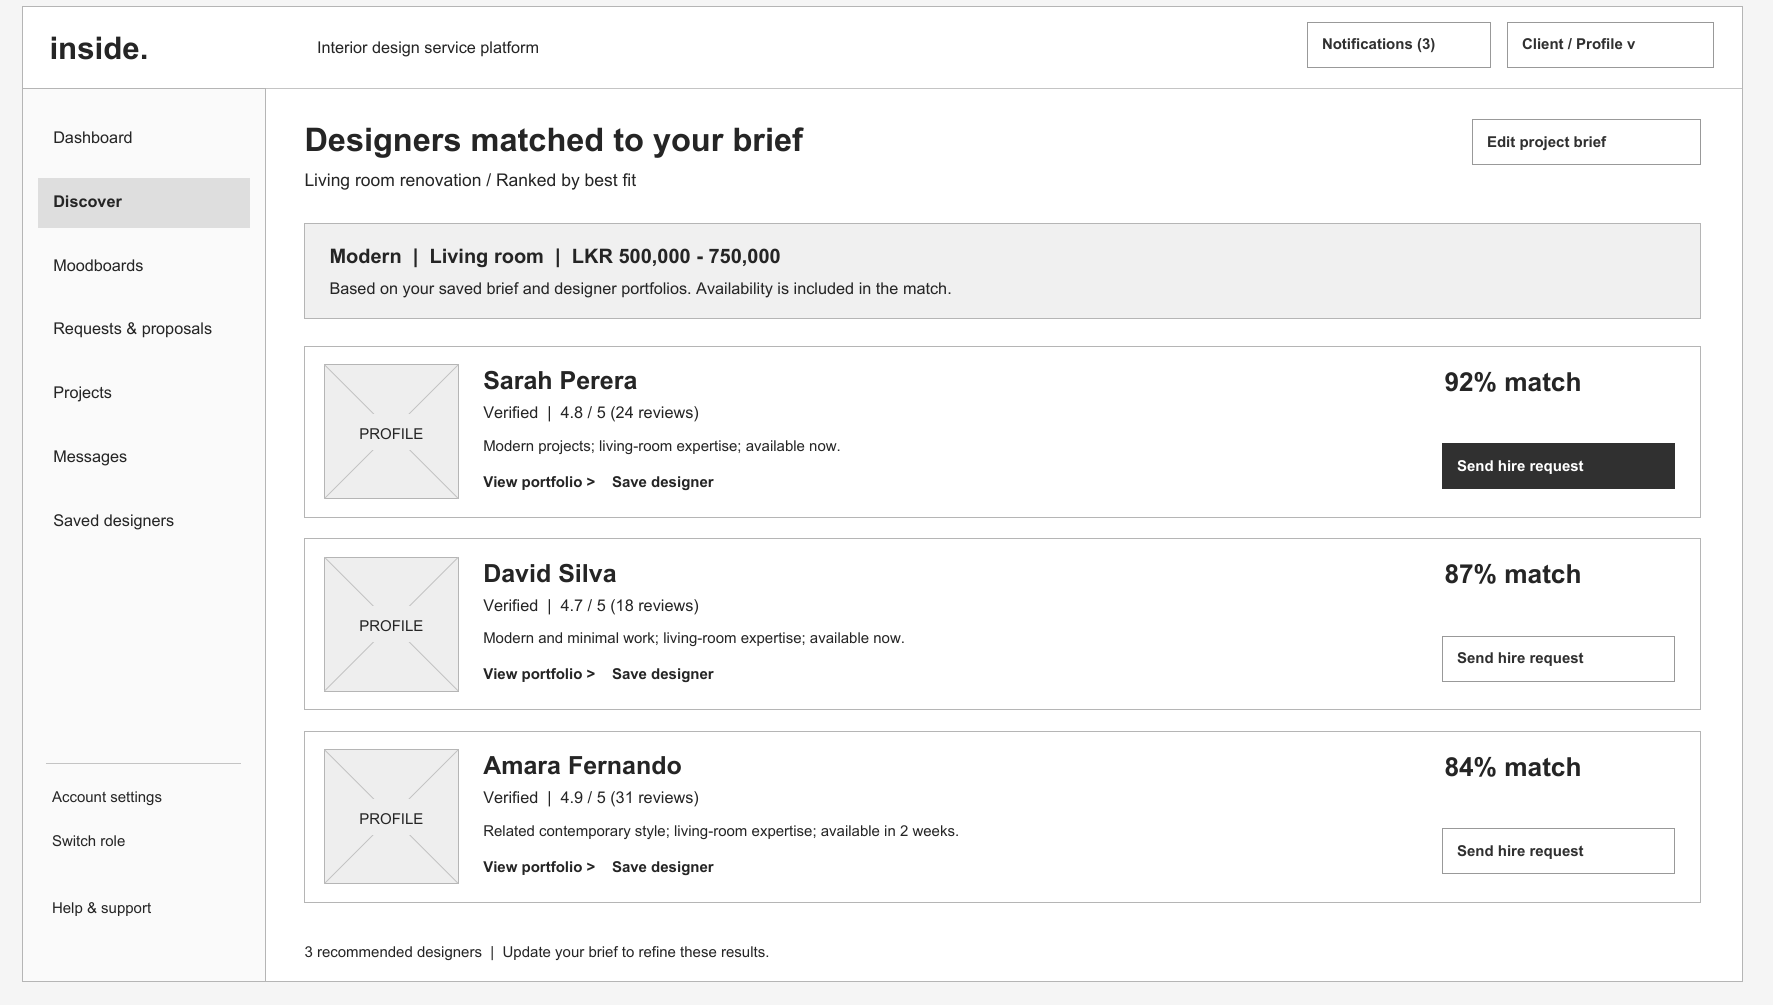 inside.
Interior design service platform
Notifications (3)
Client / Profile v
Dashboard
Discover
Moodboards
Requests & proposals
Projects
Messages
Saved designers
Account settings
Switch role
Help & support
Designers matched to your brief
Edit project brief
Living room renovation / Ranked by best fit
Modern | Living room | LKR 500,000 - 750,000
Based on your saved brief and designer portfolios. Availability is included in the match.
PROFILE
Sarah Perera
Verified | 4.8 / 5 (24 reviews)
Modern projects; living-room expertise; available now.
View portfolio > Save designer
92% match
Send hire request
PROFILE
David Silva
Verified | 4.7 / 5 (18 reviews)
Modern and minimal work; living-room expertise; available now.
View portfolio > Save designer
87% match
Send hire request
PROFILE
Amara Fernando
Verified | 4.9 / 5 (31 reviews)
Related contemporary style; living-room expertise; available in 2 weeks.
View portfolio > Save designer
84% match
Send hire request
3 recommended designers | Update your brief to refine these results.